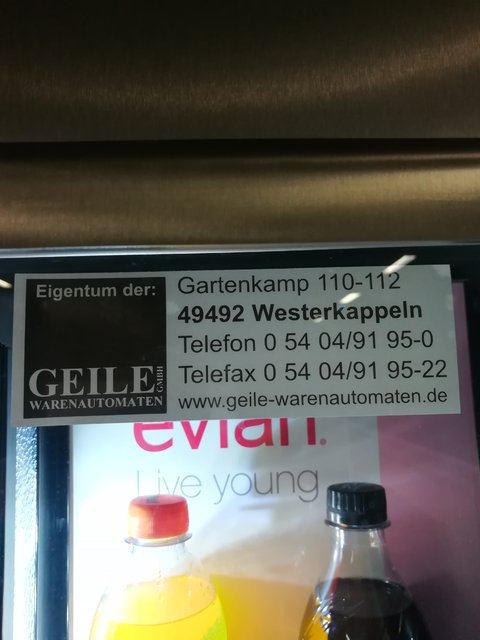 Eigentum der:
GEILE GMBH
WARENAUTOMATEN
Gartenkamp 110-112
49492 Westerkappeln
Telefon 0 54 04/91 95-0
Telefax 0 54 04/91 95-22
www.geile-warenautomaten.de
evian.
Live young